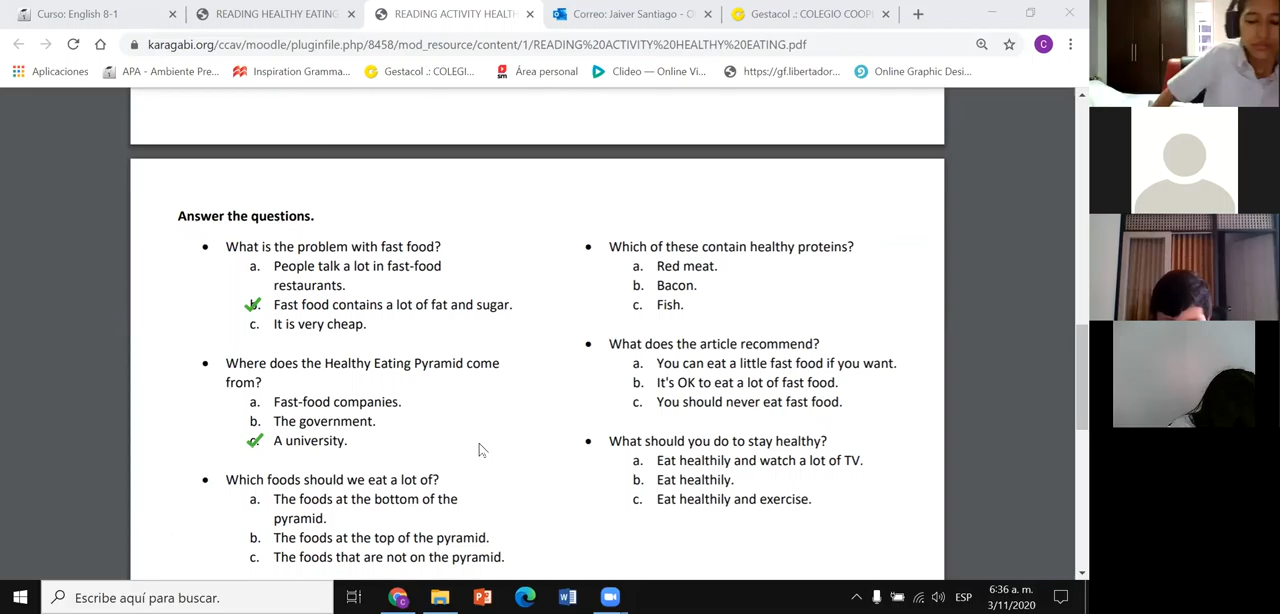 Curso: English 8-1
READING HEALTHY EATING
READING ACTIVITY HEALTH
Correo: Jaiver Santiago - O
Gestacol .: COLEGIO COOP
karagabi.org/ccav/moodle/pluginfile.php/8458/mod_resource/content/1/READING%20ACTIVITY%20HEALTHY%20EATING.pdf
C
Aplicaciones
APA - Ambiente Pre...
Inspiration Gramma...
Gestacol .: COLEGI...
sm
Área personal
Clideo — Online Vi...
https://gf.libertador...
Online Graphic Desi...
Answer the questions.
• What is the problem with fast food?
a. People talk a lot in fast-food
restaurants.
b. Fast food contains a lot of fat and sugar.
c. It is very cheap.
• Where does the Healthy Eating Pyramid come
from?
a. Fast-food companies.
b. The government.
c. A university.
• Which foods should we eat a lot of?
a. The foods at the bottom of the
pyramid.
b. The foods at the top of the pyramid.
c. The foods that are not on the pyramid.
• Which of these contain healthy proteins?
a. Red meat.
b. Bacon.
c. Fish.
• What does the article recommend?
a. You can eat a little fast food if you want.
b. It's OK to eat a lot of fast food.
c. You should never eat fast food.
• What should you do to stay healthy?
a. Eat healthily and watch a lot of TV.
b. Eat healthily.
c. Eat healthily and exercise.
Escribe aquí para buscar.
ESP
6:36 a. m.
3/11/2020